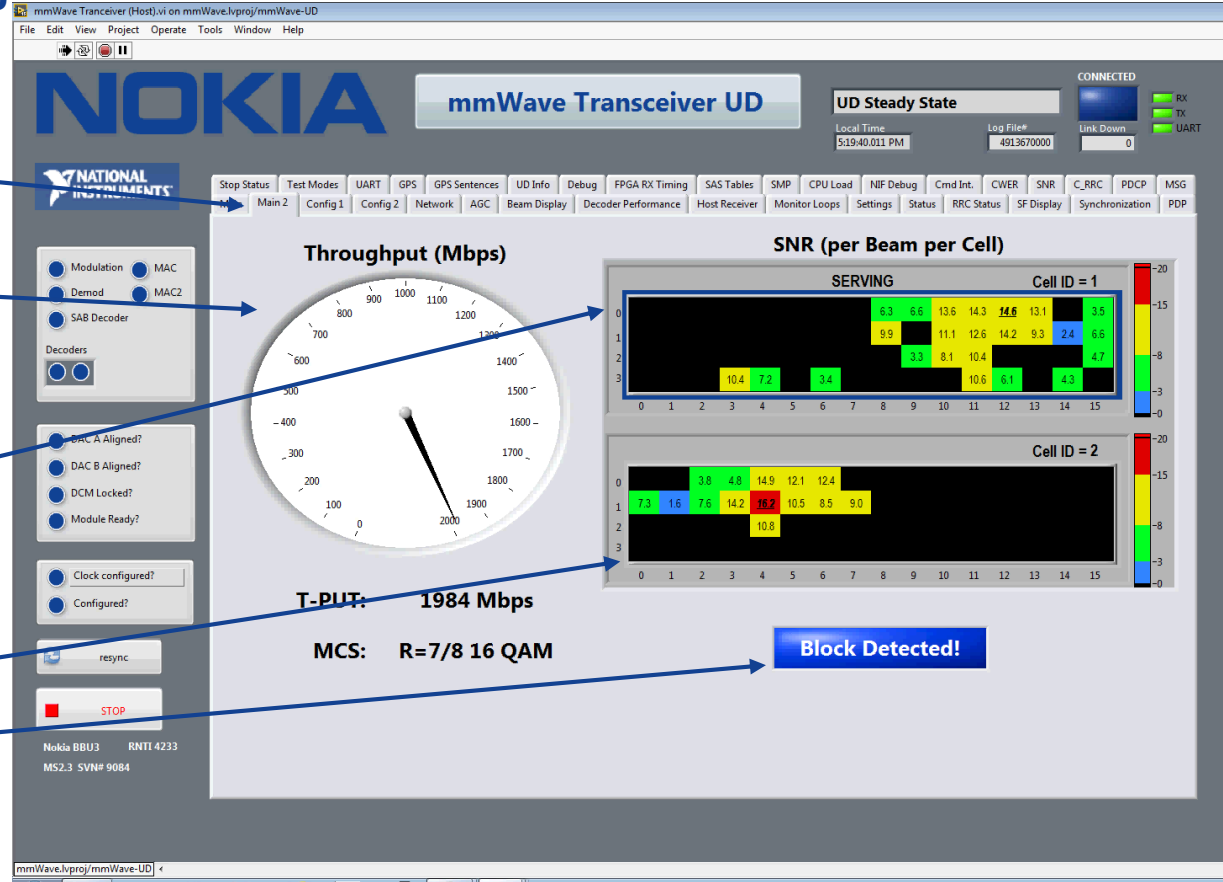 mmWave Tranceiver (Host).vi on mmWave.lvproj/mmWave-UD
File Edit View Project Operate Tools Window Help
NOKIA
mmWave Transceiver UD
UD Steady State
CONNECTED
RX
TX
UART
Local Time
Log File#
Link Down
5:19:40.011 PM
4913670000
0
NATIONAL
INSTRUMENTS
Stop Status Test Modes UART GPS GPS Sentences UD Info Debug FPGA RX Timing SAS Tables SMP CPU Load NIF Debug Cmd Int. CWER SNR C_RRC PDCP MSG
Main 2 Config 1 Config 2 Network AGC Beam Display Decoder Performance Host Receiver Monitor Loops Settings Status RRC Status SF Display Synchronization PDP
Modulation MAC
Demod MAC2
SAB Decoder
Decoders
DAC A Aligned?
DAC B Aligned?
DCM Locked?
Module Ready?
Clock configured?
Configured?
resync
STOP
Nokia BBU3 RNTI 4233
MS2.3 SVN# 9084
Throughput (Mbps)
0
100
200
300
400
500
600
700
800
900
1000
1100
1200
1300
1400
1500
1600
1700
1800
1900
2000
T-PUT: 1984 Mbps
MCS: R=7/8 16 QAM
SNR (per Beam per Cell)
SERVING Cell ID = 1
0 6.3 6.6 13.6 14.3 14.6 13.1 3.5
1 9.9 11.1 12.6 14.2 9.3 2.4 6.6
2 3.3 8.1 10.4 4.7
3 10.4 7.2 3.4 10.6 6.1 4.3
0 1 2 3 4 5 6 7 8 9 10 11 12 13 14 15
-20
-15
-8
-3
-0
Cell ID = 2
0 3.8 4.8 14.9 12.1 12.4
1 7.3 1.6 7.6 14.2 10.5 8.5 9.0
2 10.8
3
0 1 2 3 4 5 6 7 8 9 10 11 12 13 14 15
-20
-15
-8
-3
-0
Block Detected!
mmWave.lvproj/mmWave-UD